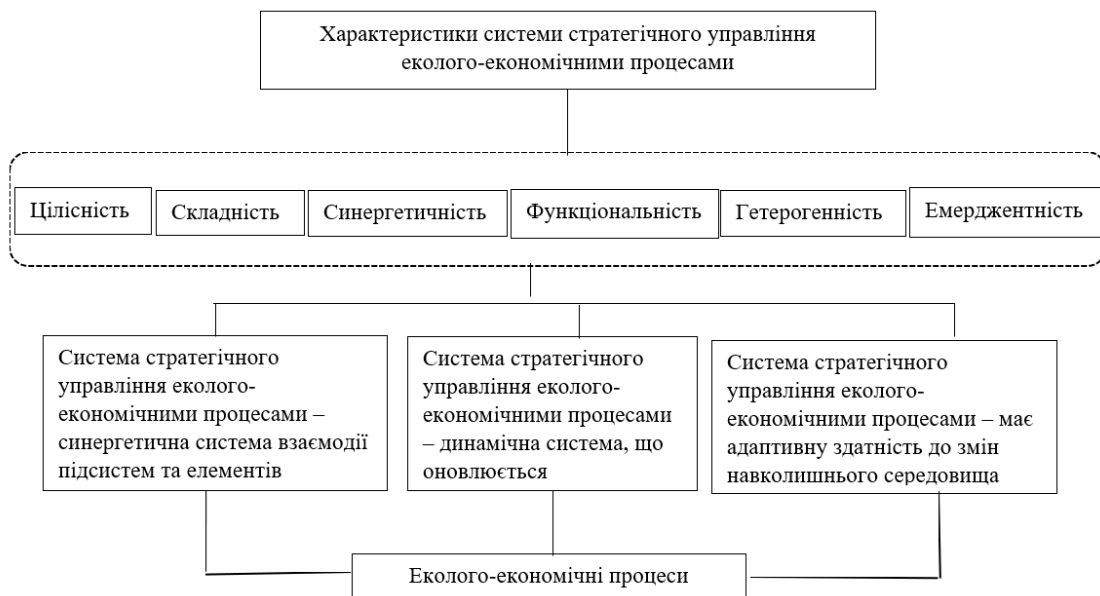 Характеристики системи стратегічного управління
еколого-економічними процесами
Цілісність
Складність
Синергетичність
Функціональність
Гетерогенність
Емерджентність
Система стратегічного
управління еколого-
економічними процесами –
синергетична система взаємодії
підсистем та елементів
Система стратегічного
управління еколого-
економічними процесами
– динамічна система, що
оновлюється
Система стратегічного
управління еколого-
економічними процесами – має
адаптивну здатність до змін
навколишнього середовища
Еколого-економічні процеси